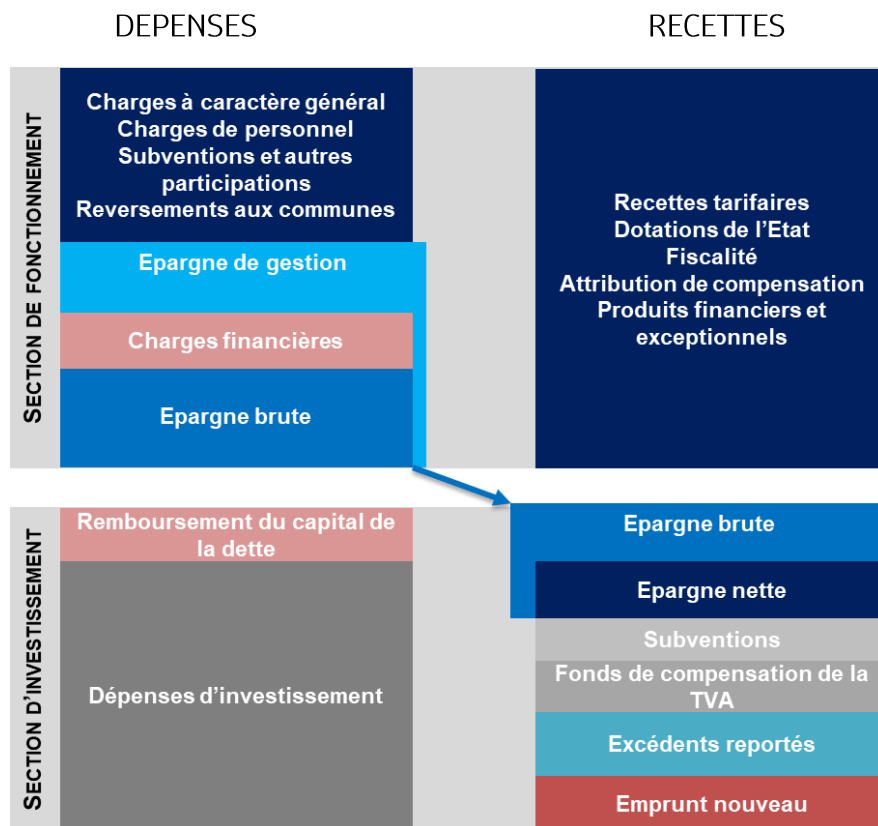 DEPENSES
RECETTES
SECTION DE FONCTIONNEMENT
Charges à caractère général
Charges de personnel
Subventions et autres
participations
Reversements aux communes
Epargne de gestion
Charges financières
Epargne brute
Recettes tarifaires
Dotations de l’Etat
Fiscalité
Attribution de compensation
Produits financiers et
exceptionnels
SECTION D’INVESTISSEMENT
Remboursement du capital de
la dette
Dépenses d’investissement
Epargne brute
Epargne nette
Subventions
Fonds de compensation de la
TVA
Excédents reportés
Emprunt nouveau